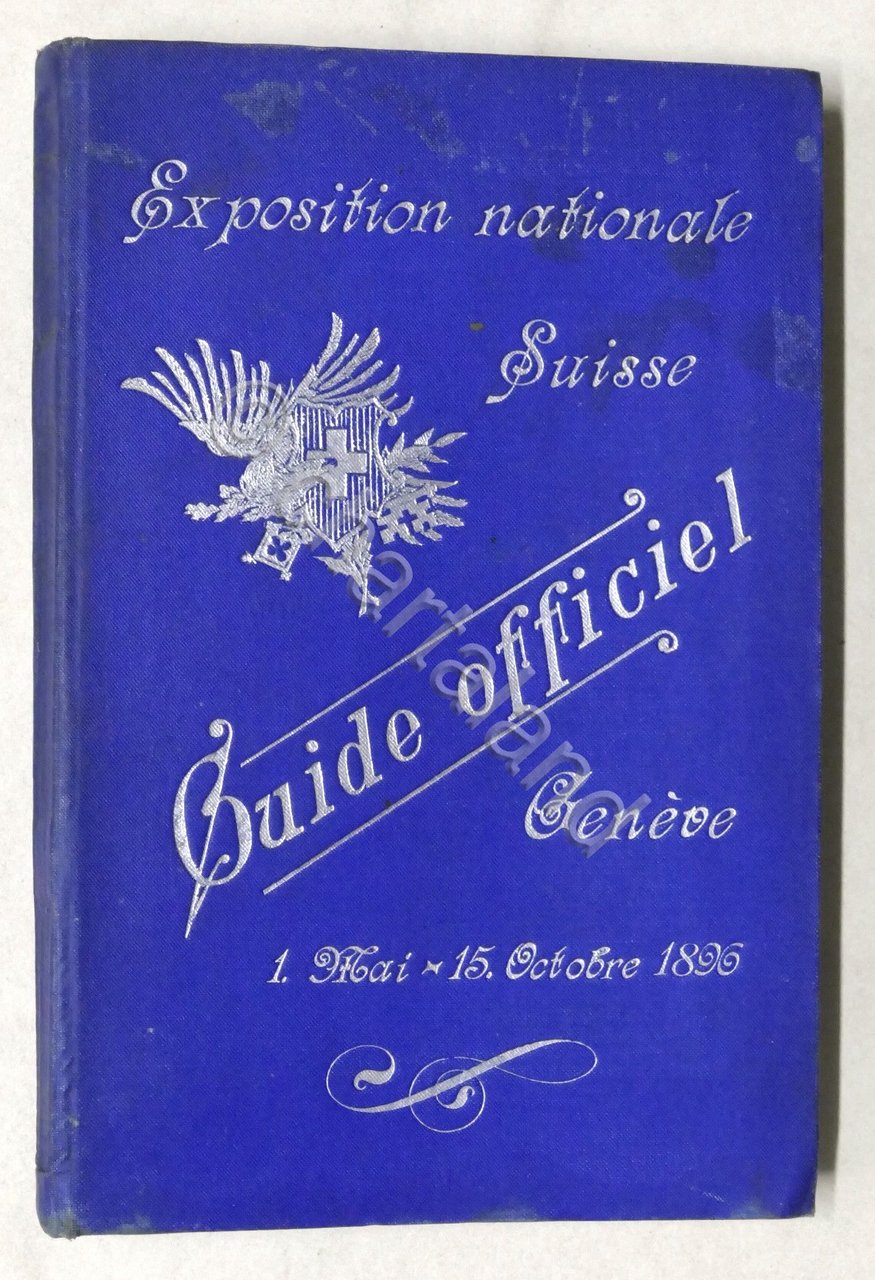 Exposition nationale
Suisse
Guide officiel
Genève
1. Mai - 15. Octobre 1896